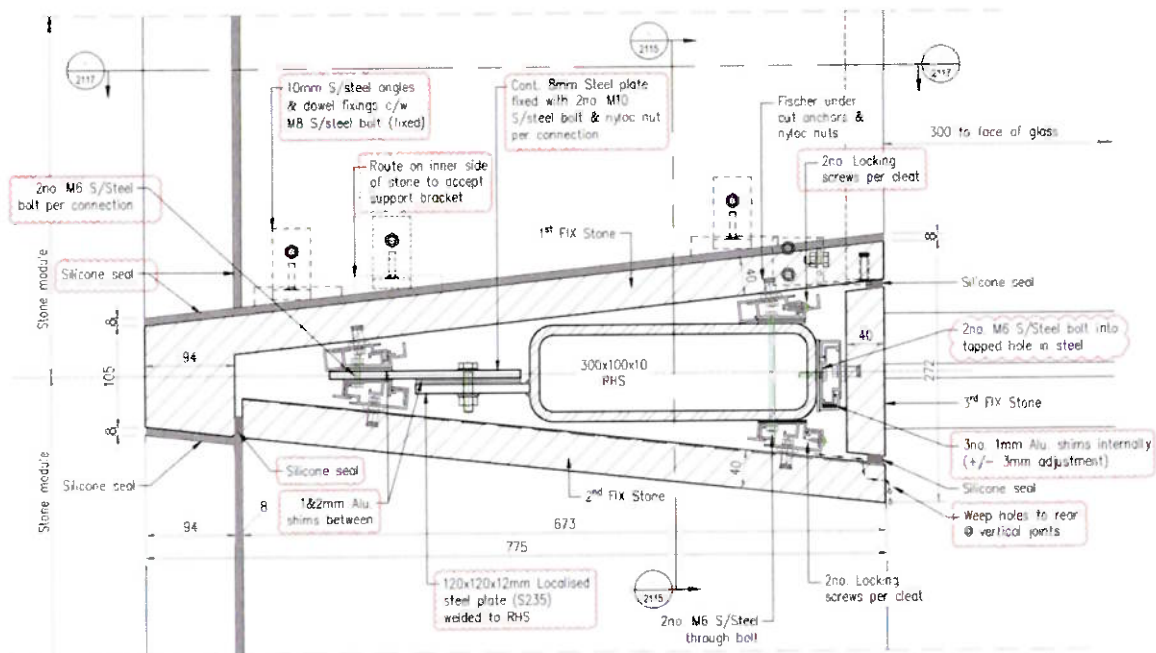 2115
2117
2117
10mm S/steel angles
& dowel fixings c/w
M8 S/steel bolt (fixed)
Cont. 8mm Steel plate
fixed with 2no. M10
S/steel bolt & nyloc nut
per connection
Fischer under
cut anchors &
nyloc nuts
300 to face of glass
Route on inner side
of stone to accept
support bracket
2no. Locking
screws per cleat
2no M6 S/Steel
bolt per connection
1st FIX Stone
8
Stone module
Silicone seal
40
Silicone seal
8
94
105
300x100x10
RHS
40
2no. M6 S/Steel bolt into
tapped hole in steel
272
3rd FIX Stone
8
Stone module
Silicone seal
Silicone seal
3no. 1mm Alu. shims internally
(+/- 3mm adjustment)
40
Silicone seal
1&2mm Alu.
shims between
2nd FIX Stone
Weep holes to rear
@ vertical joints
94
8
673
775
120x120x12mm Localised
steel plate (S235)
welded to RHS
2115
2no. Locking
screws per cleat
2no M6 S/Steel
through bolt